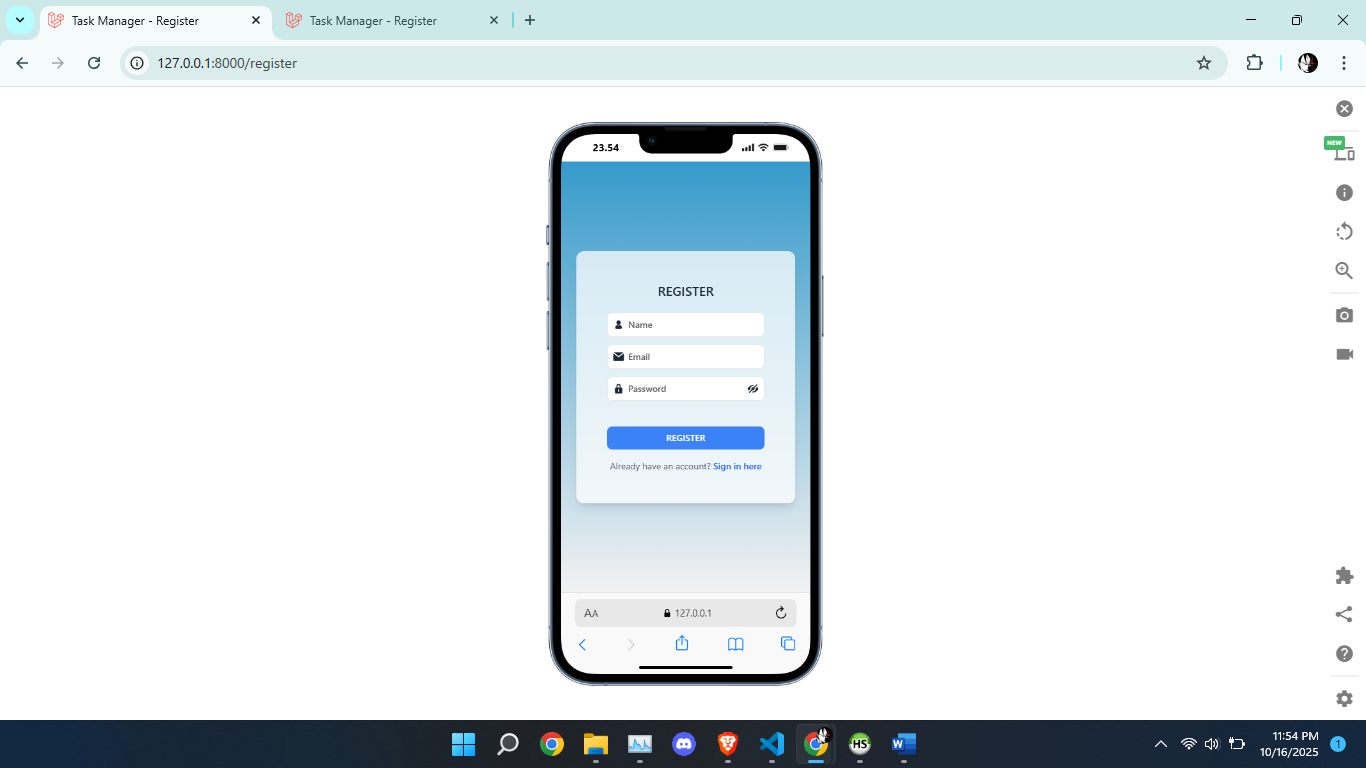 Task Manager - Register
Task Manager - Register
127.0.0.1:8000/register
NEW
23.54
REGISTER
Name
Email
Password
REGISTER
Already have an account? Sign in here
AA
127.0.0.1
HS
W
11:54 PM
10/16/2025
1